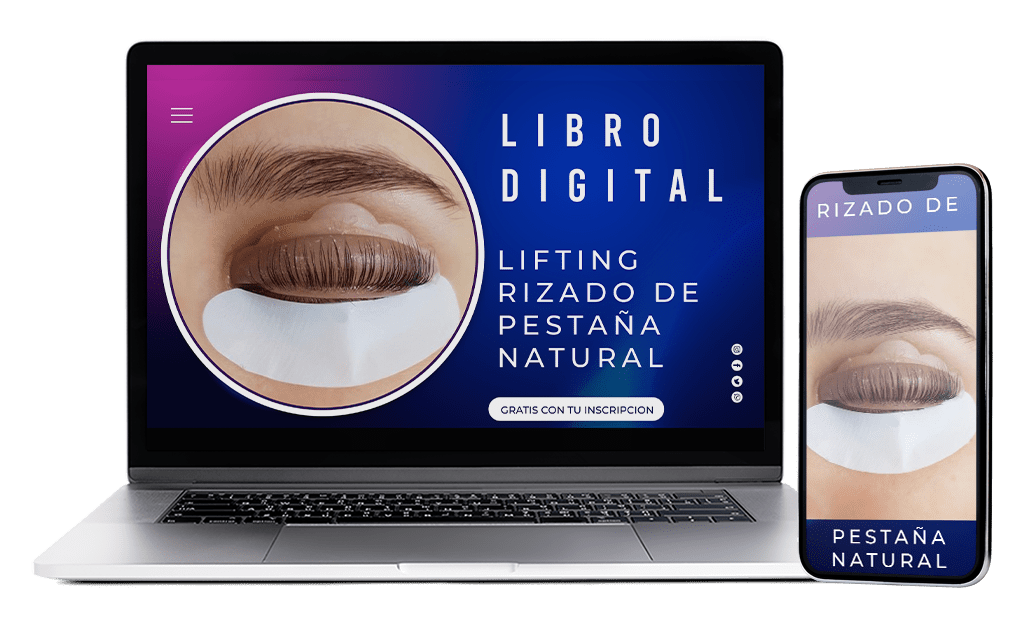 LIBRO
DIGITAL
LIFTING
RIZADO DE
PESTAÑA
NATURAL
GRATIS CON TU INSCRIPCION
RIZADO DE
PESTAÑA
NATURAL